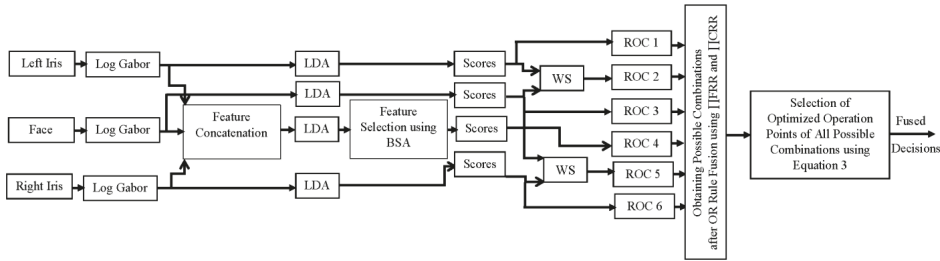 Left Iris
Log Gabor
LDA
Scores
ROC 1
WS
ROC 2
LDA
Scores
ROC 3
Face
Log Gabor
Feature
Concatenation
LDA
Feature
Selection using
BSA
Scores
ROC 4
Right Iris
Log Gabor
LDA
Scores
WS
ROC 5
ROC 6
Obtaining Possible Combinations
after OR Rule Fusion using ∏FRR and ∏CRR
Selection of
Optimized Operation
Points of All Possible
Combinations using
Equation 3
Fused
Decisions